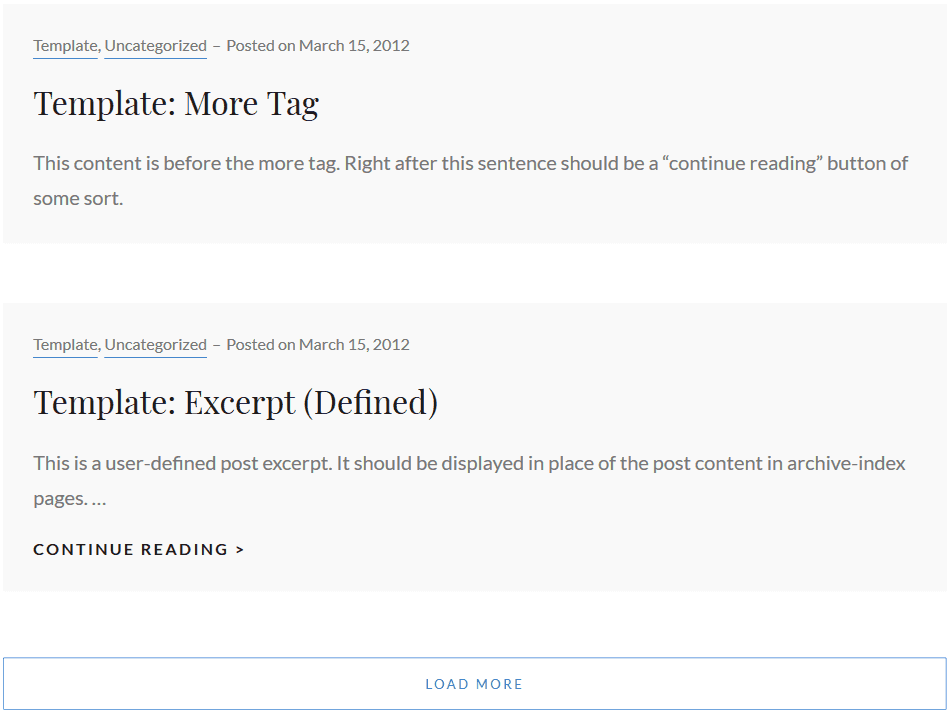 Template, Uncategorized – Posted on March 15, 2012
Template: More Tag
This content is before the more tag. Right after this sentence should be a “continue reading” button of
some sort.
Template, Uncategorized – Posted on March 15, 2012
Template: Excerpt (Defined)
This is a user-defined post excerpt. It should be displayed in place of the post content in archive-index
pages. …
CONTINUE READING >
LOAD MORE